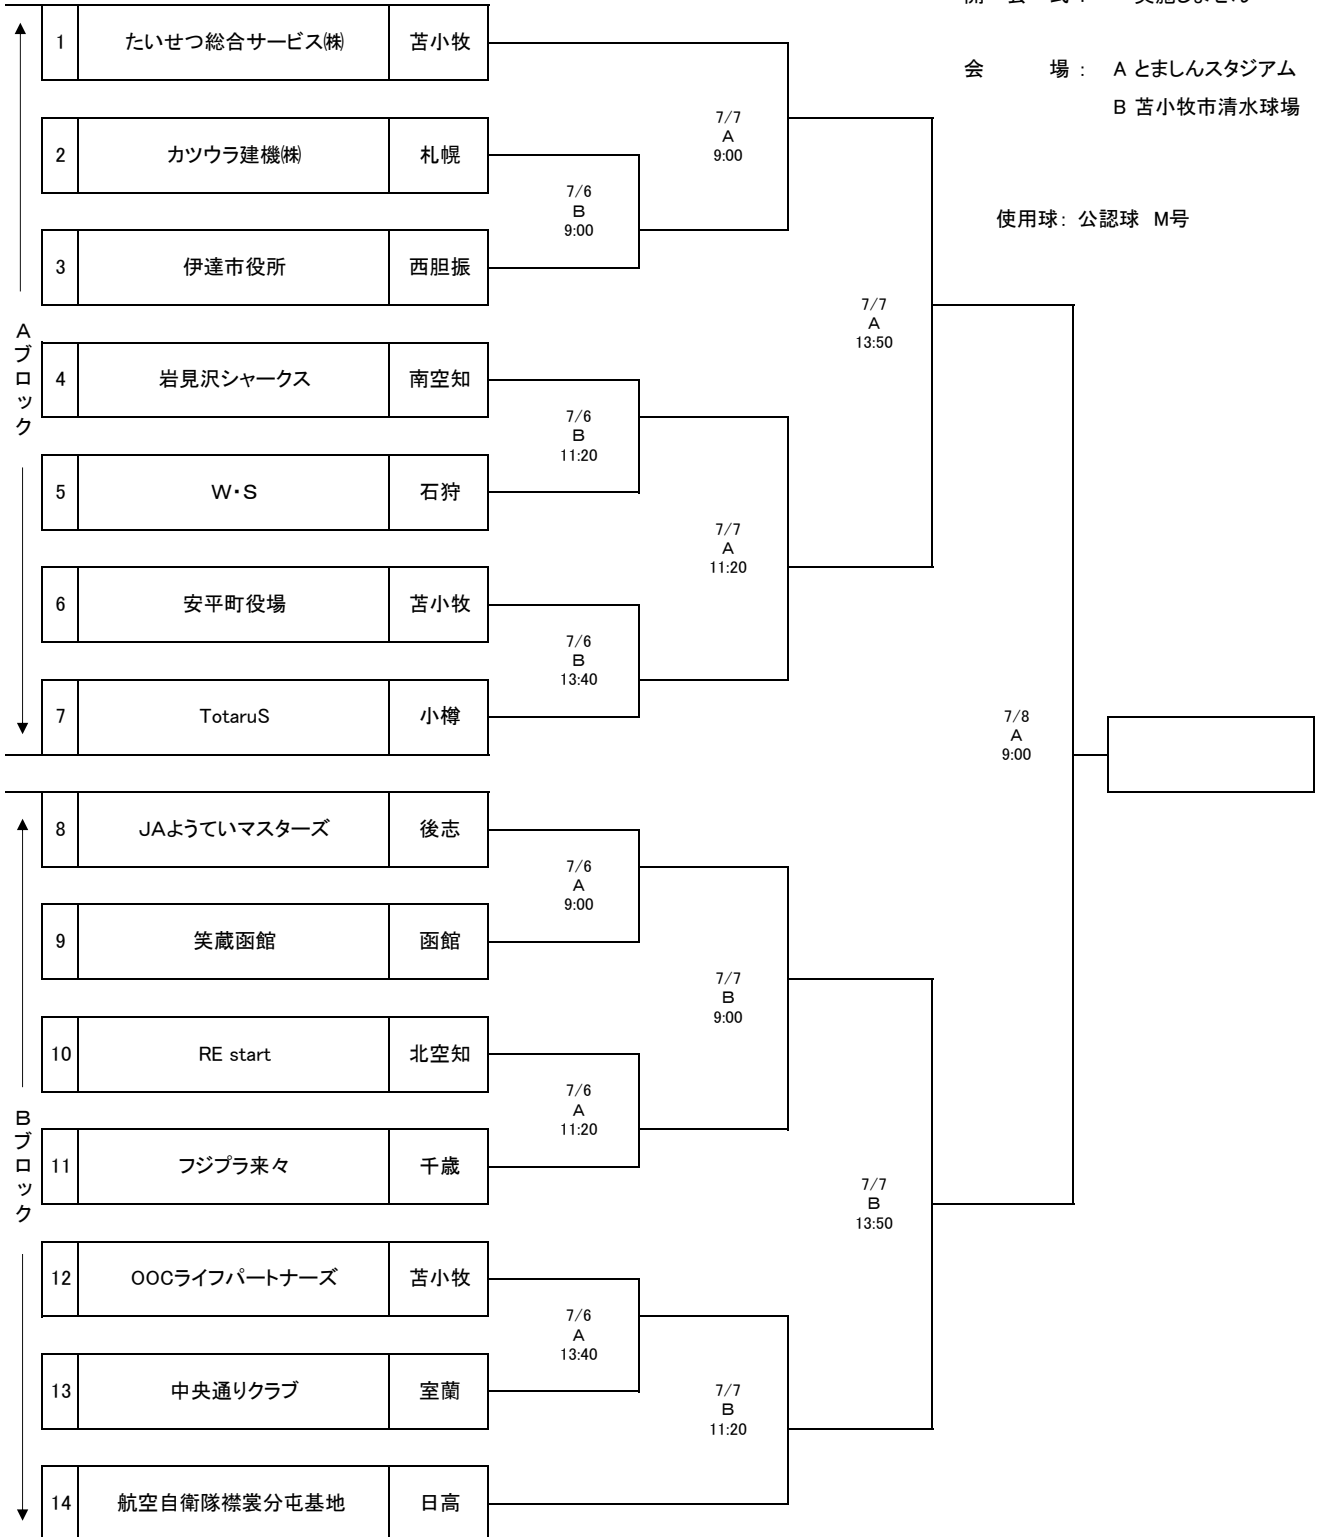 会 場: A とましんスタジアム
B 苫小牧市清水球場
使用球: 公認球 M号
Aブロック
1 たいせつ総合サービス㈱ 苫小牧
2 カツウラ建機㈱ 札幌
3 伊達市役所 西胆振
4 岩見沢シャークス 南空知
5 W・S 石狩
6 安平町役場 苫小牧
7 TotaruS 小樽
Bブロック
8 JAようていマスターズ 後志
9 笑蔵函館 函館
10 RE start 北空知
11 フジプラ来々 千歳
12 OOCライフパートナーズ 苫小牧
13 中央通りクラブ 室蘭
14 航空自衛隊襟裳分屯基地 日高
7/6
B
9:00
7/6
B
11:20
7/6
B
13:40
7/6
A
9:00
7/6
A
11:20
7/6
A
13:40
7/7
A
9:00
7/7
A
11:20
7/7
B
9:00
7/7
B
11:20
7/7
A
13:50
7/7
B
13:50
7/8
A
9:00